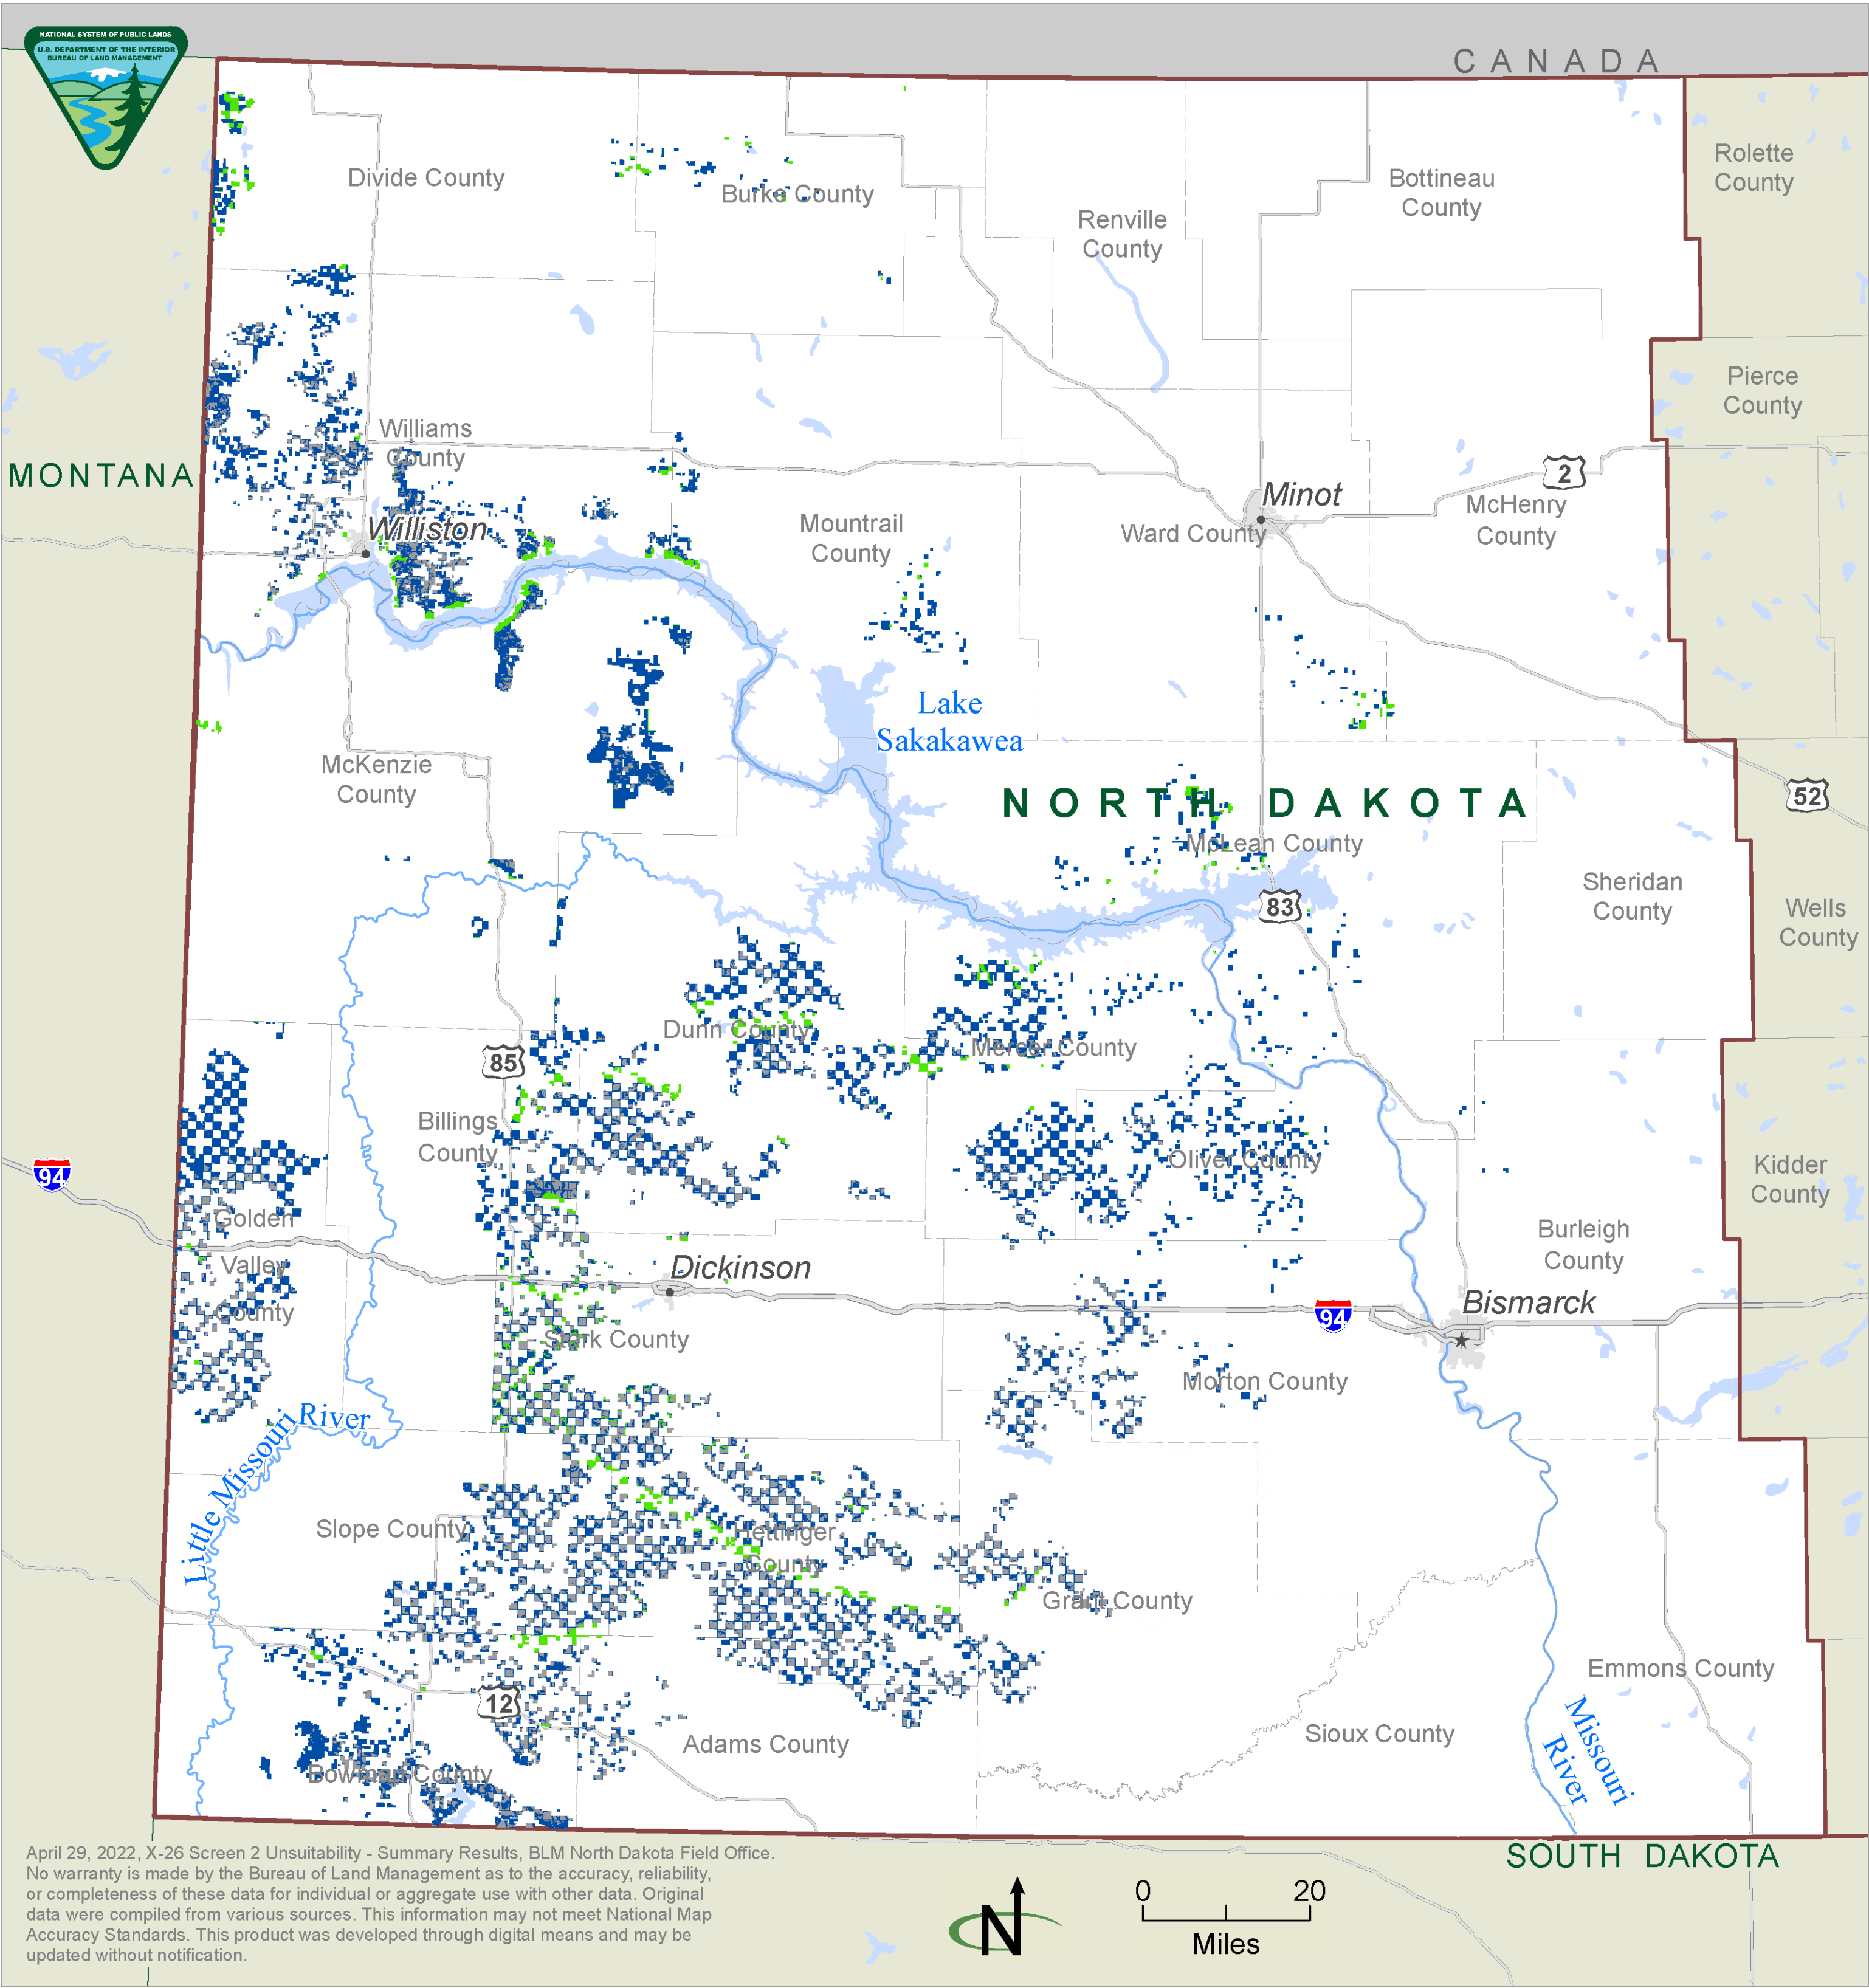 NATIONAL SYSTEM OF PUBLIC LANDS
U.S. DEPARTMENT OF THE INTERIOR
BUREAU OF LAND MANAGEMENT
CANADA
Divide County
Burke County
Renville
County
Bottineau
County
Rolette
County
Pierce
County
MONTANA
Williams
County
Williston
Mountrail
County
Minot
Ward County
2
McHenry
County
Lake
Sakakawea
McKenzie
County
NORTH DAKOTA
52
McLean County
83
Sheridan
County
Wells
County
Dunn County
Mercer County
85
Billings
County
94
Oliver County
Kidder
County
Golden
Valley
County
Burleigh
County
Dickinson
Bismarck
94
Stark County
Morton County
Little Missouri River
Slope County
Hettinger
County
Grant County
Emmons County
12
Adams County
Sioux County
Missouri
River
Bowman County
SOUTH DAKOTA
April 29, 2022, X-26 Screen 2 Unsuitability - Summary Results, BLM North Dakota Field Office.
No warranty is made by the Bureau of Land Management as to the accuracy, reliability,
or completeness of these data for individual or aggregate use with other data. Original
data were compiled from various sources. This information may not meet National Map
Accuracy Standards. This product was developed through digital means and may be
updated without notification.
N
0 20
Miles